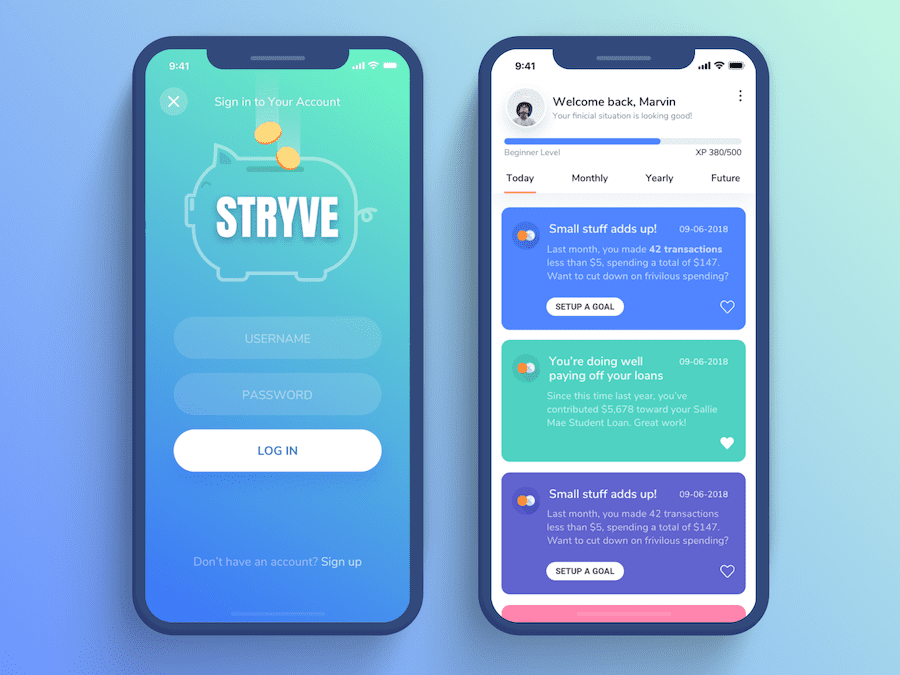 9:41
Sign in to Your Account
STRYVE
USERNAME
PASSWORD
LOG IN
Don't have an account? Sign up
9:41
Welcome back, Marvin
Your finicial situation is looking good!
Beginner Level
XP 380/500
Today
Monthly
Yearly
Future
Small stuff adds up!
09-06-2018
Last month, you made 42 transactions
less than $5, spending a total of $147.
Want to cut down on frivilous spending?
SETUP A GOAL
You're doing well
09-06-2018
paying off your loans
Since this time last year, you've
contributed $5,678 toward your Sallie
Mae Student Loan. Great work!
Small stuff adds up!
09-06-2018
Last month, you made 42 transactions
less than $5, spending a total of $147.
Want to cut down on frivilous spending?
SETUP A GOAL